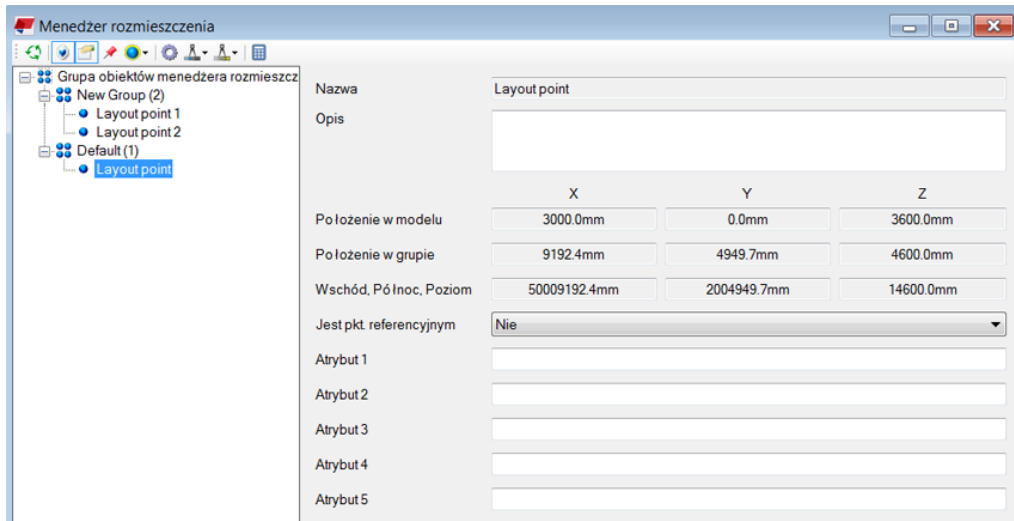 Menedżer rozmieszczenia
Grupa obiektów menedżera rozmieszcz
New Group (2)
Layout point 1
Layout point 2
Default (1)
Layout point
Nazwa Layout point
Opis
X Y Z
Położenie w modelu 3000.0mm 0.0mm 3600.0mm
Położenie w grupie 9192.4mm 4949.7mm 4600.0mm
Wschód, Północ, Poziom 50009192.4mm 2004949.7mm 14600.0mm
Jest pkt. referencyjnym Nie
Atrybut 1
Atrybut 2
Atrybut 3
Atrybut 4
Atrybut 5